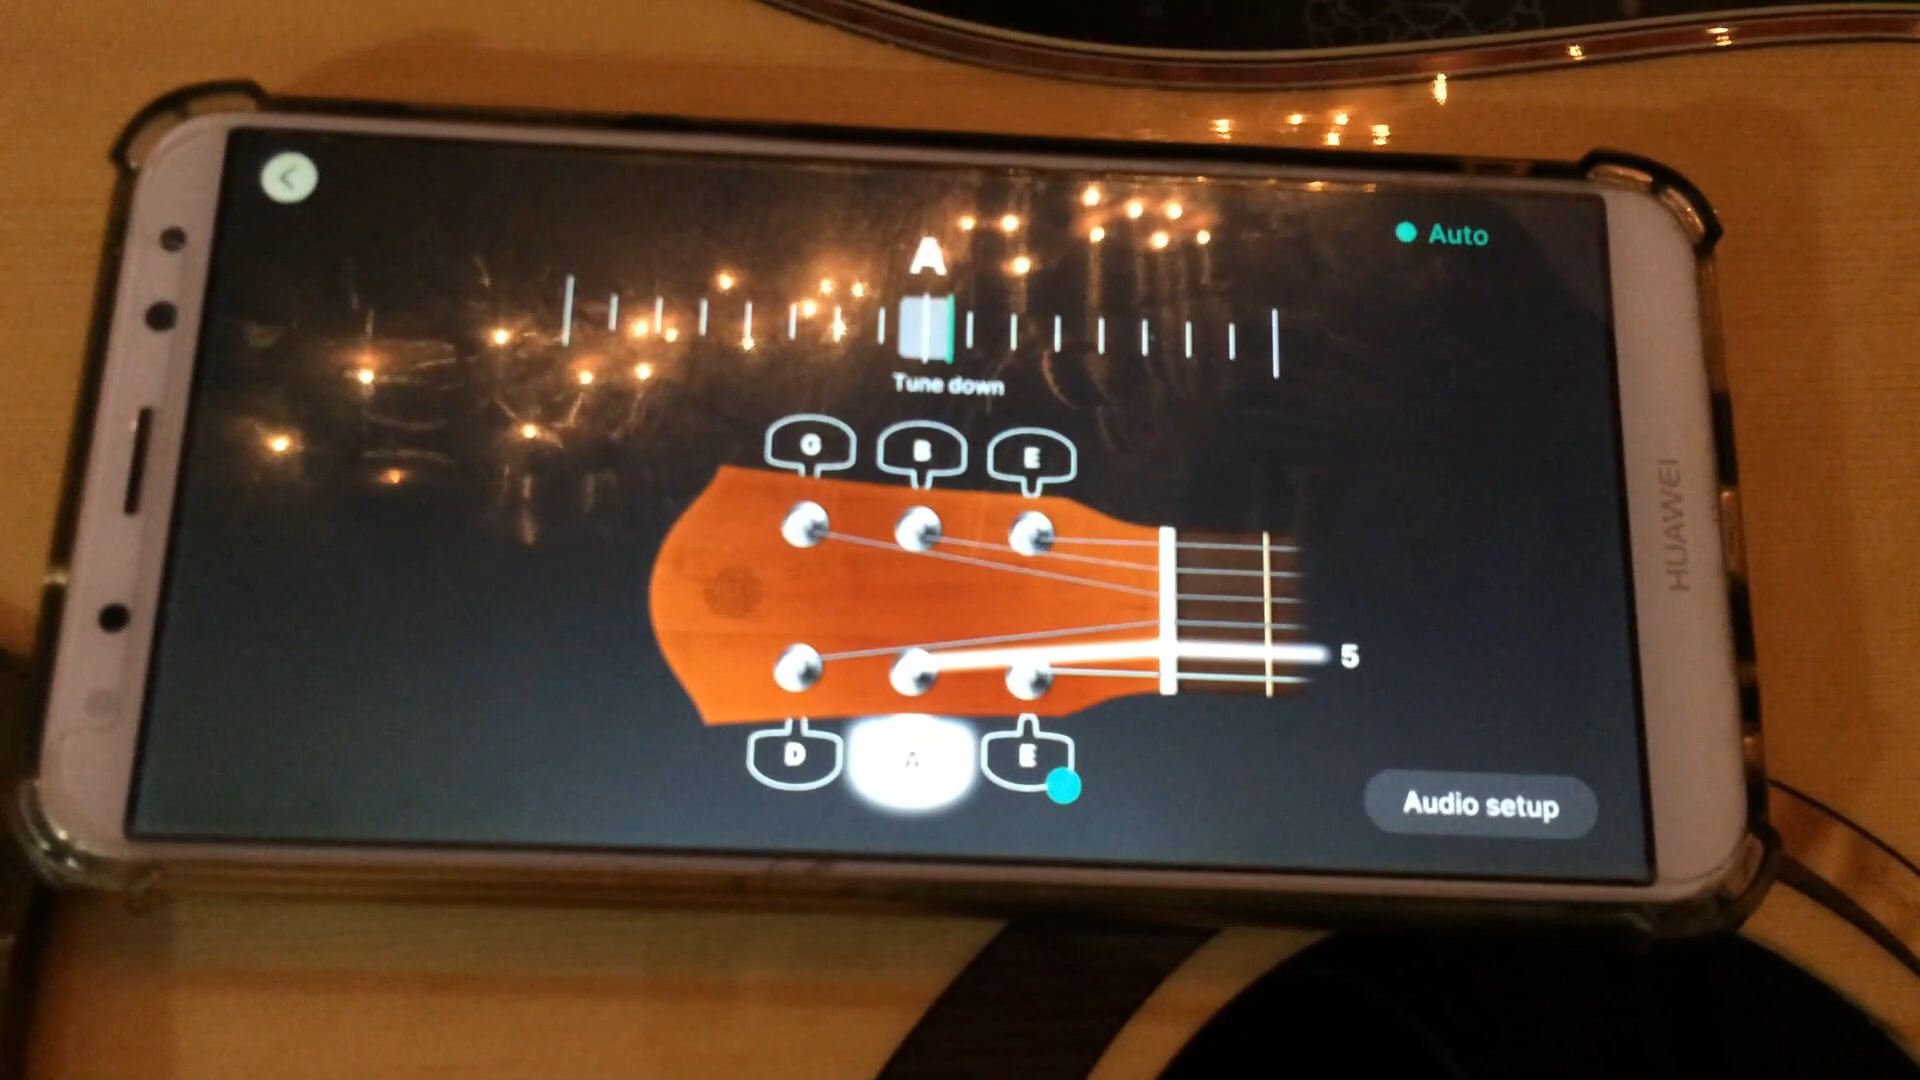 Auto
A
Tune down
G B E
5
D A E
Audio setup
HUAWEI